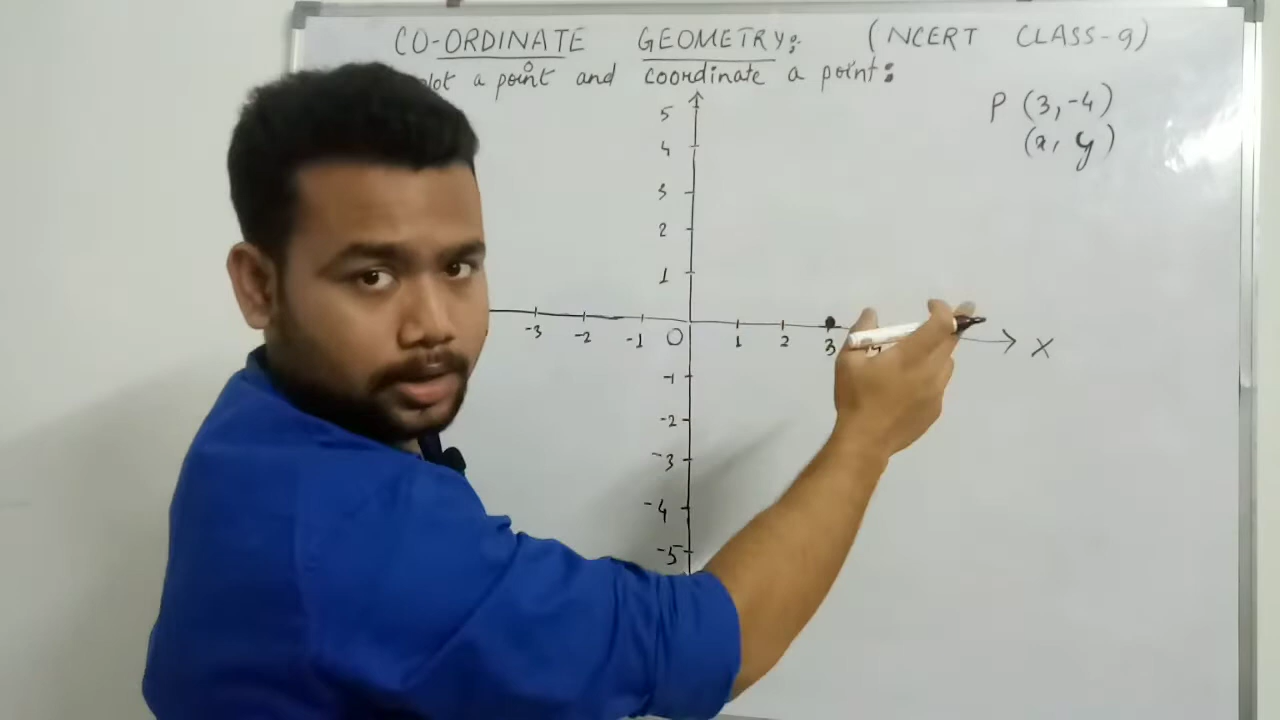 CO-ORDINATE GEOMETRY: (NCERT CLASS-9)
plot a point and coordinate a point:
P (3,-4)
(x, y)
5
4
3
2
1
-3 -2 -1 O 1 2 3 4 X
-1
-2
-3
-4
-5